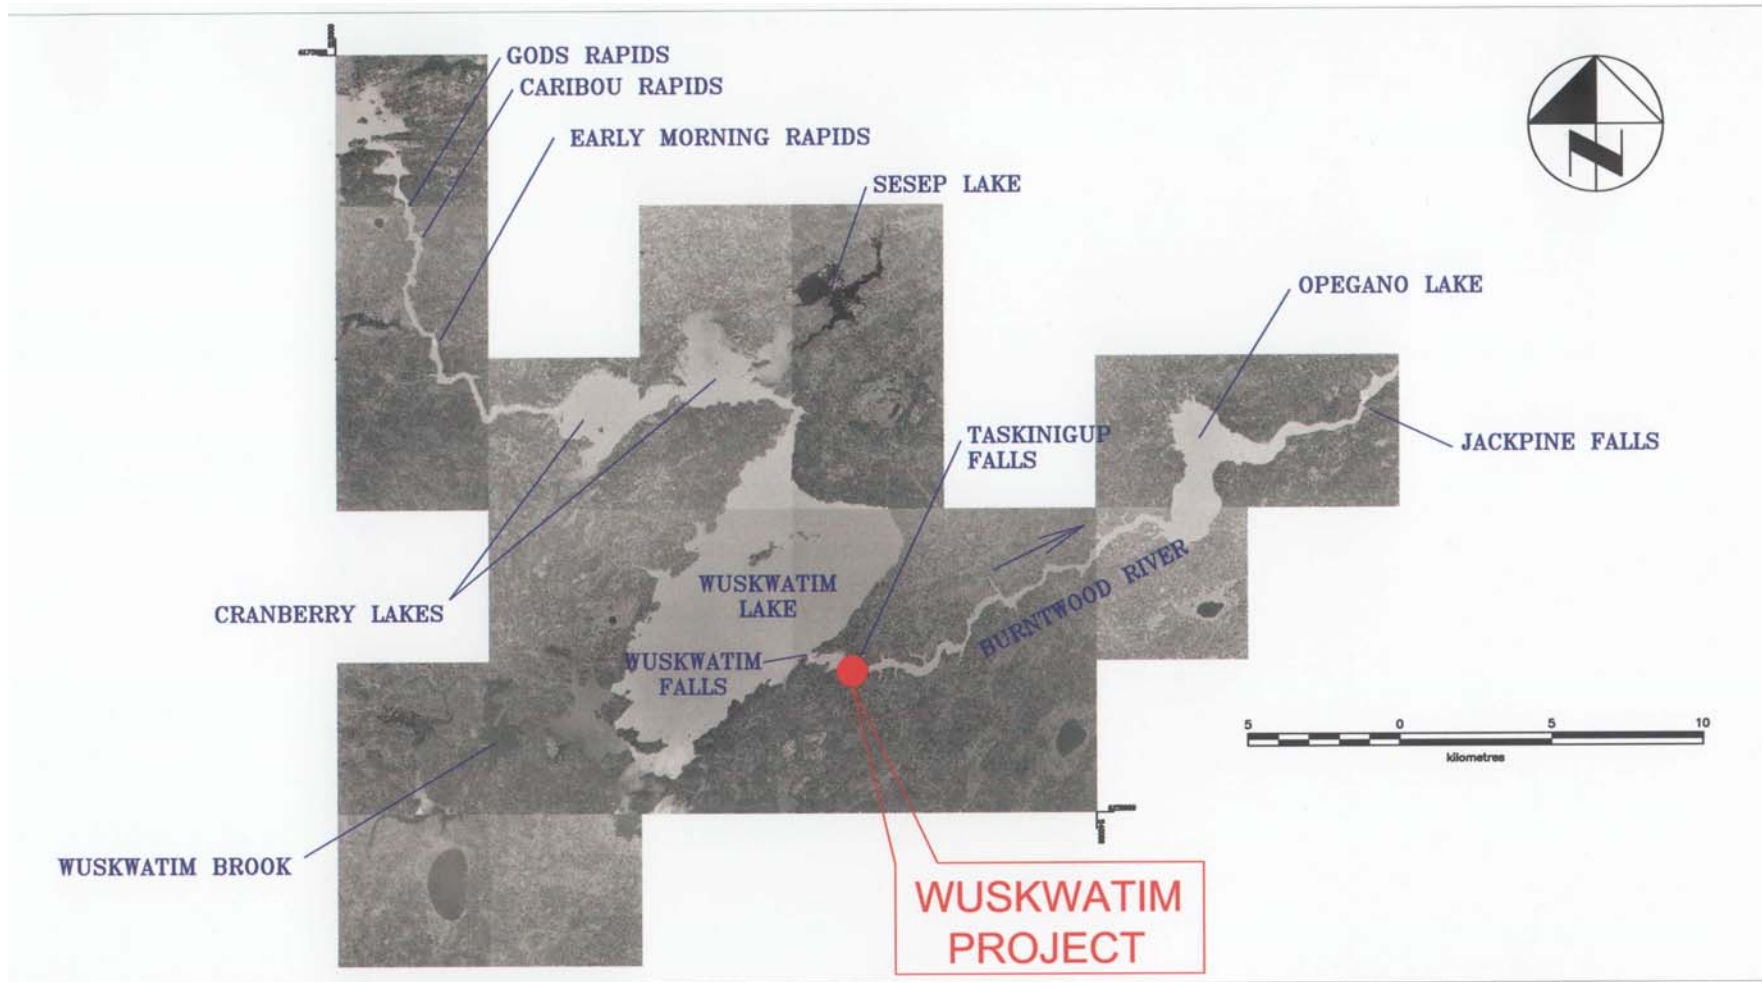 GODS RAPIDS
CARIBOU RAPIDS
EARLY MORNING RAPIDS
SESEP LAKE
N
OPEGANO LAKE
TASKINIGUP
FALLS
JACKPINE FALLS
WUSKWATIM
LAKE
CRANBERRY LAKES
BURNTWOOD RIVER
WUSKWATIM
FALLS
5 0 5 10
kilometres
WUSKWATIM BROOK
WUSKWATIM
PROJECT